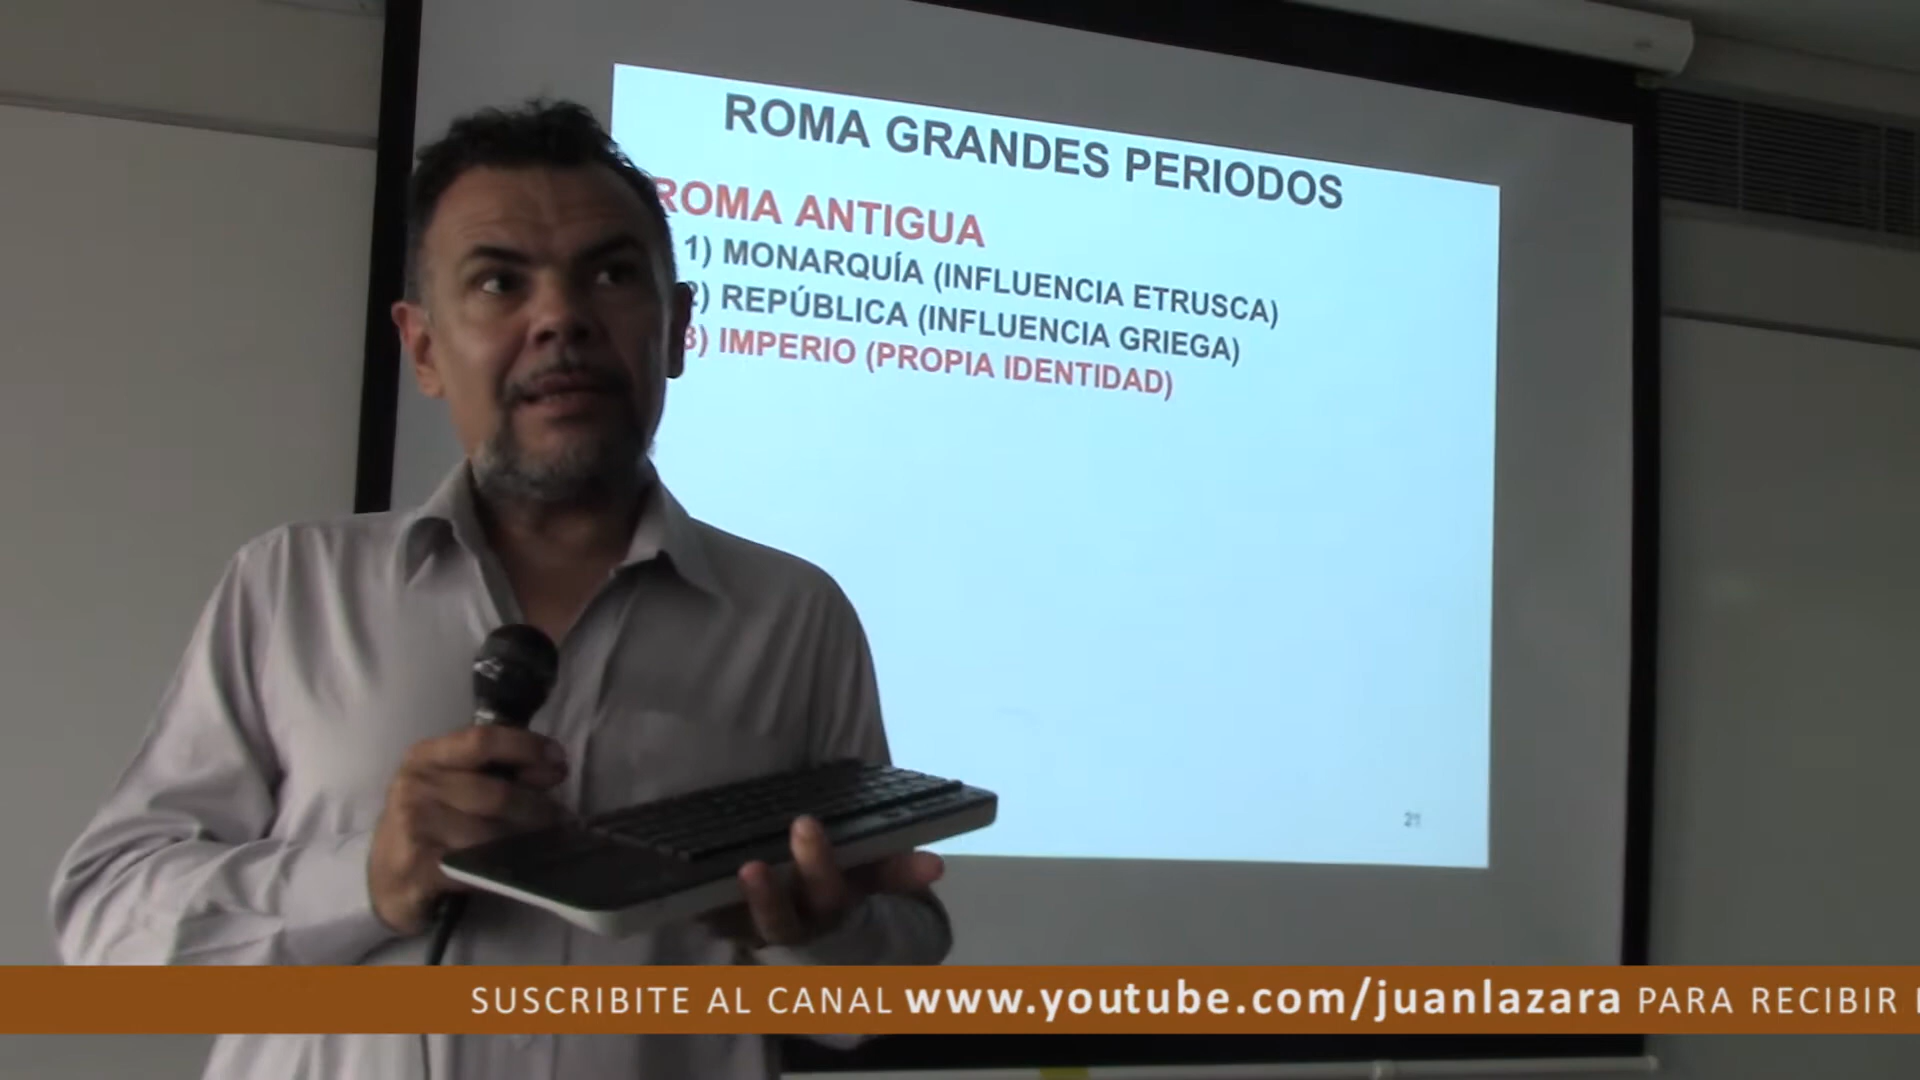 ROMA GRANDES PERIODOS
ROMA ANTIGUA
1) MONARQUÍA (INFLUENCIA ETRUSCA)
2) REPÚBLICA (INFLUENCIA GRIEGA)
3) IMPERIO (PROPIA IDENTIDAD)
21
SUSCRIBITE AL CANAL www.youtube.com/juanlazara PARA RECIBIR